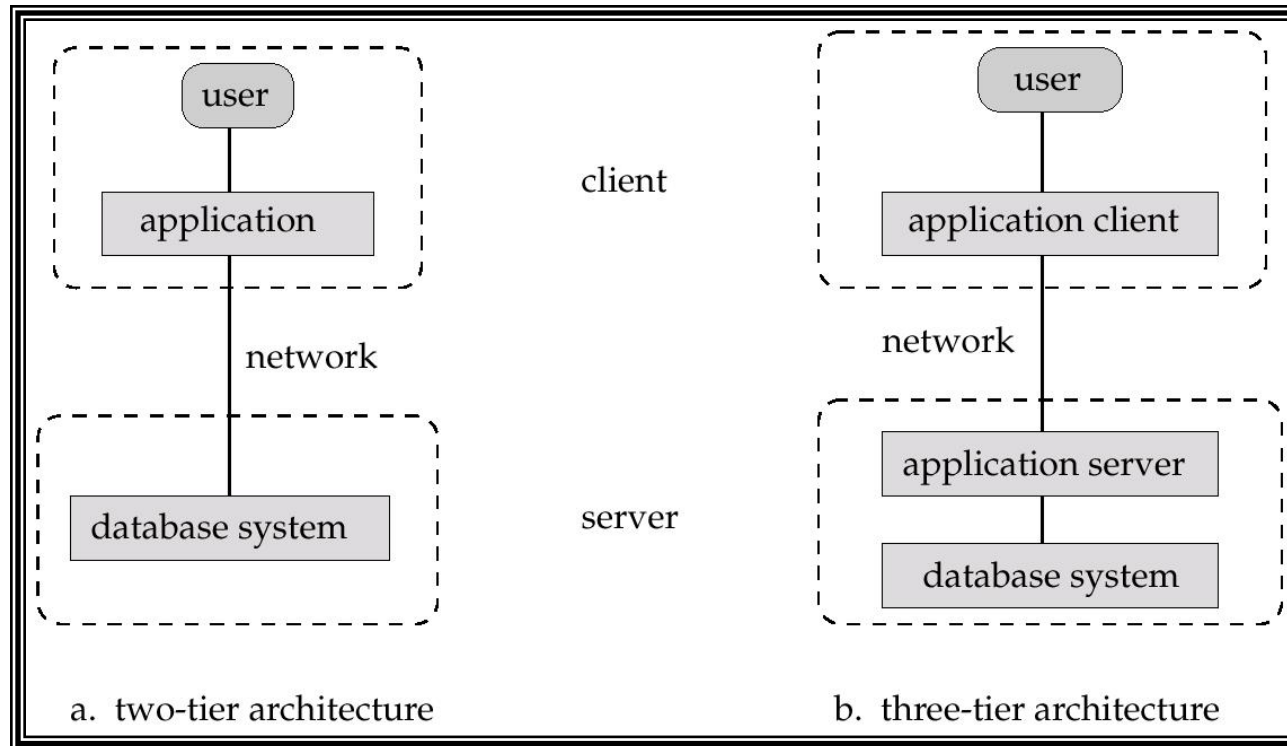 user
application
network
database system
a. two-tier architecture
client
server
user
application client
network
application server
database system
b. three-tier architecture